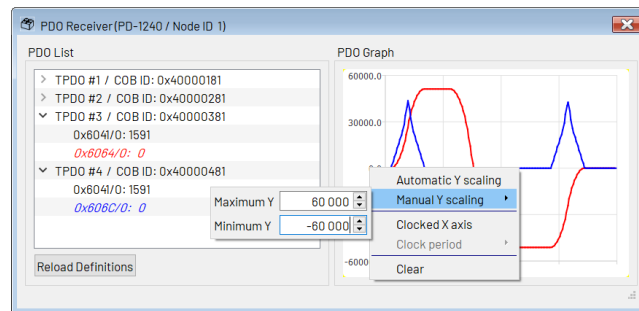 PDO Receiver (PD-1240 / Node ID 1)
PDO List
PDO Graph
TPDO #1 / COB ID: 0x40000181
TPDO #2 / COB ID: 0x40000281
TPDO #3 / COB ID: 0x40000381
0x6041/0: 1591
0x6064/0: 0
TPDO #4 / COB ID: 0x40000481
0x6041/0: 1591
0x606C/0: 0
Reload Definitions
60000.0
30000.0
Automatic Y scaling
Manual Y scaling
Clocked X axis
Clock period
Clear
Maximum Y 60 000
Minimum Y -60 000